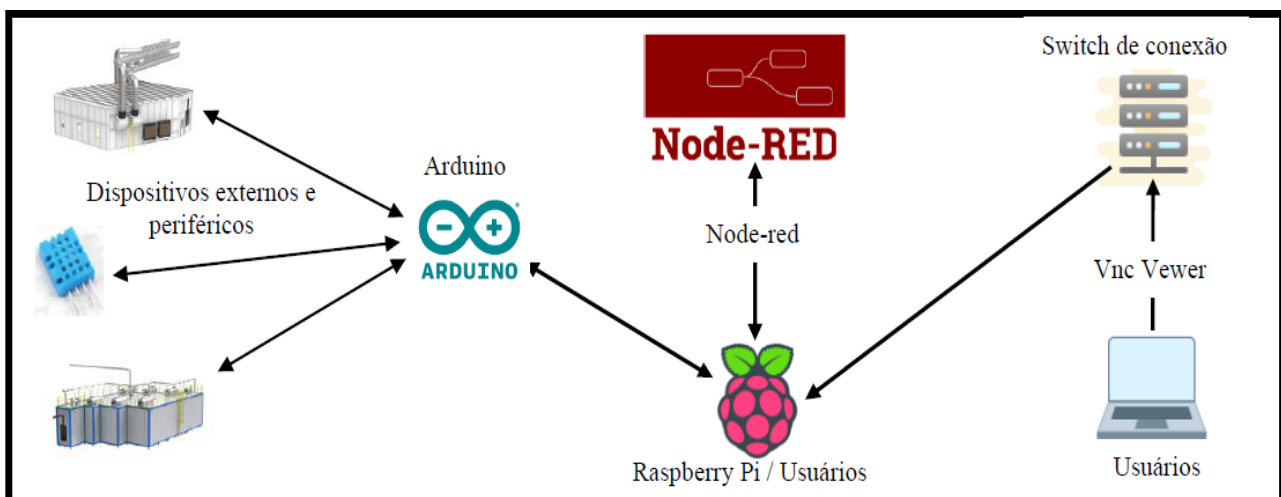 Dispositivos externos e
periféricos
Arduino
ARDUINO
Node-RED
Node-red
Raspberry Pi / Usuários
Switch de conexão
Vnc Vewer
Usuários